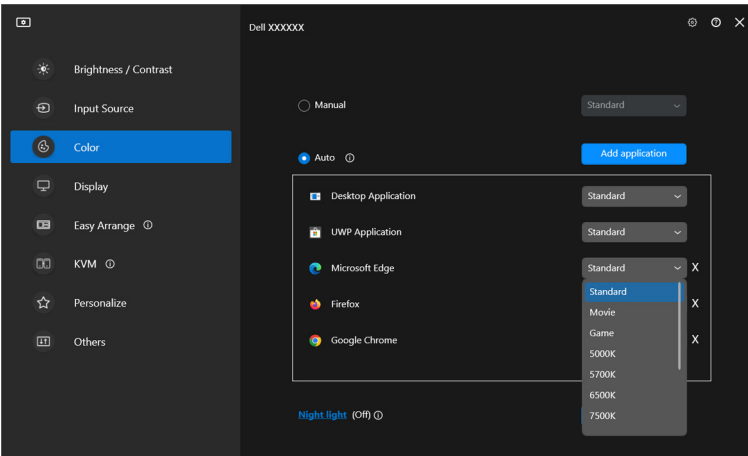 Dell XXXXXX
Brightness / Contrast
Input Source
Color
Display
Easy Arrange
KVM
Personalize
Others
Manual
Standard
Auto
Add application
Desktop Application
Standard
UWP Application
Standard
Microsoft Edge
Standard
X
Firefox
X
Google Chrome
X
Standard
Movie
Game
5000K
5700K
6500K
7500K
Night light (Off)